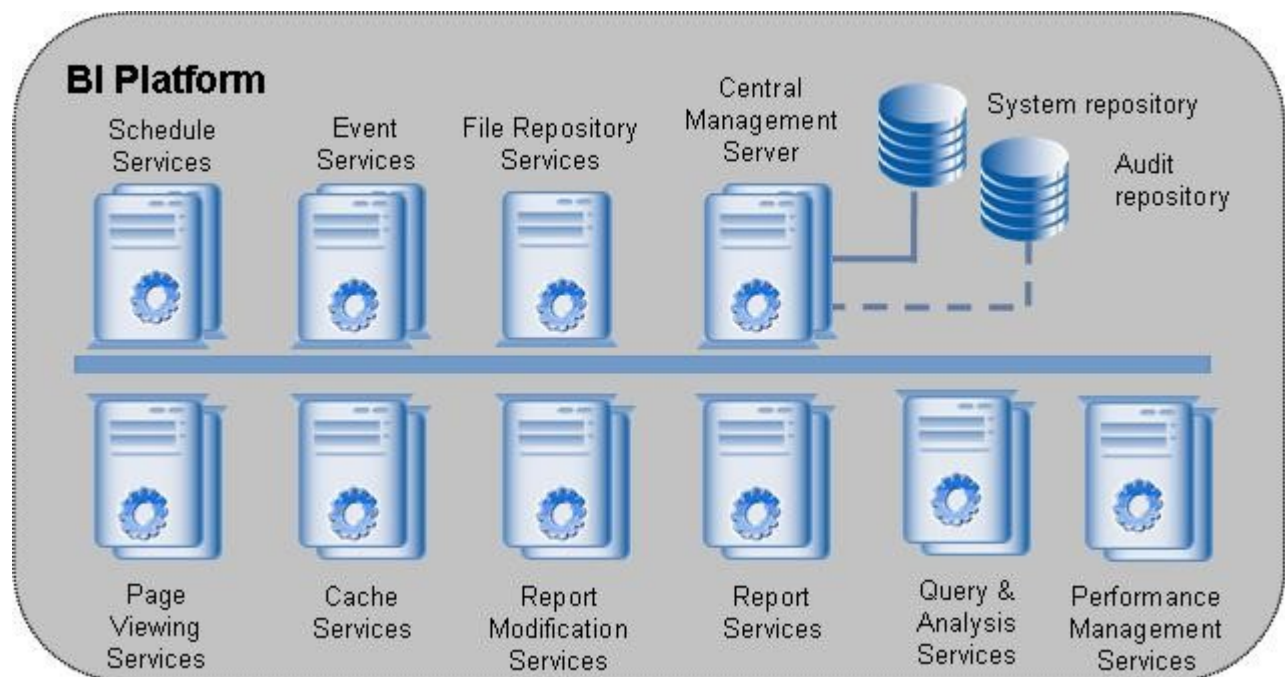 BI Platform
Schedule
Services
Event
Services
File Repository
Services
Central
Management
Server
System repository
Audit
repository
Page
Viewing
Services
Cache
Services
Report
Modification
Services
Report
Services
Query &
Analysis
Services
Performance
Management
Services